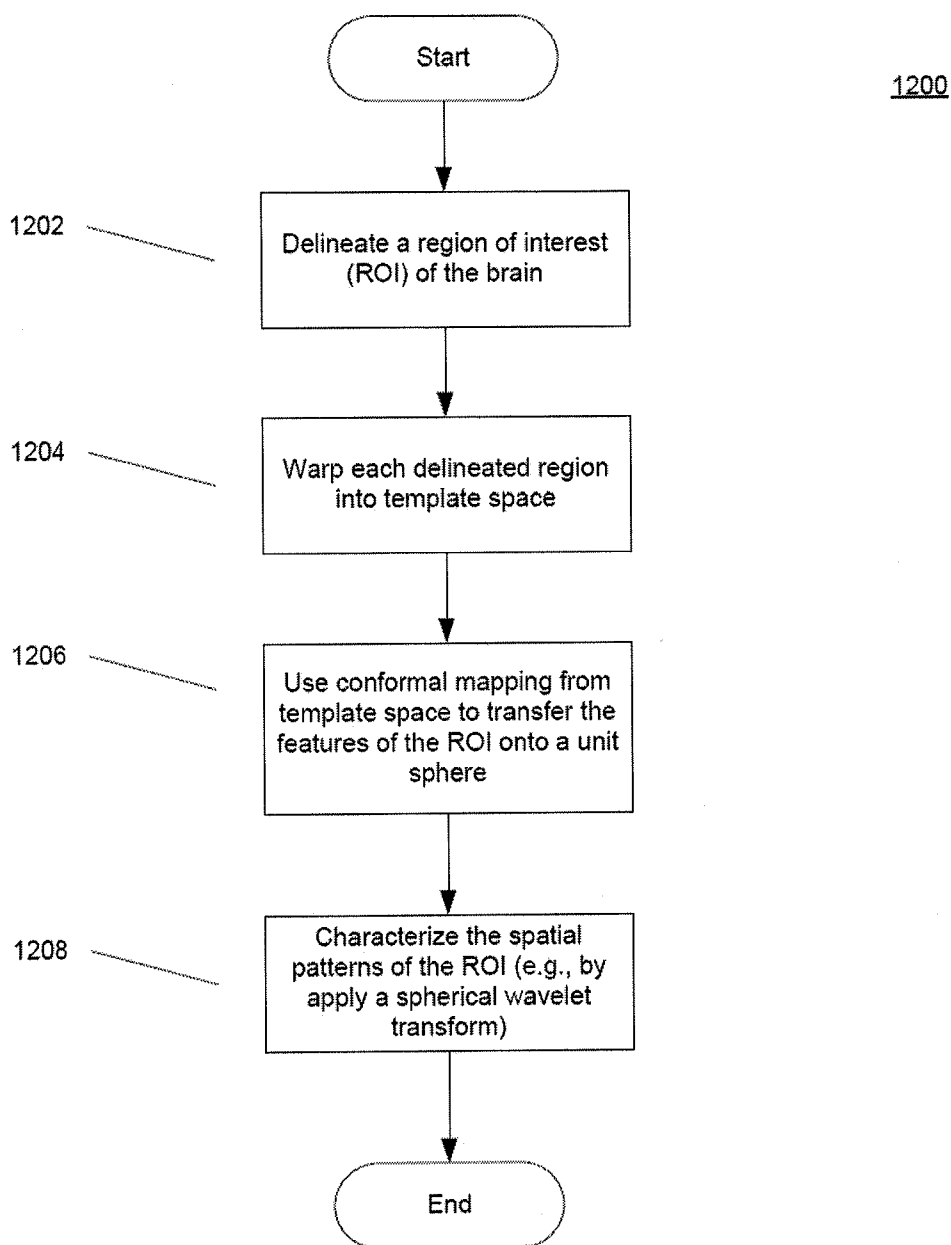 Start
1200
1202
Delineate a region of interest
(ROI) of the brain
1204
Warp each delineated region
into template space
1206
Use conformal mapping from
template space to transfer the
features of the ROI onto a unit
sphere
1208
Characterize the spatial
patterns of the ROI (e.g., by
apply a spherical wavelet
transform)
End